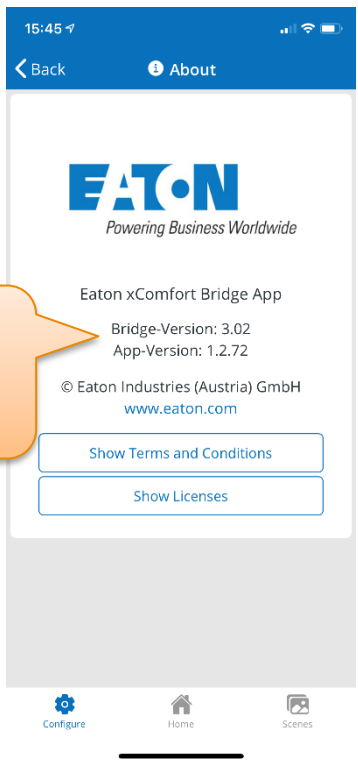 15:45
Back
About
EATON
Powering Business Worldwide
Eaton xComfort Bridge App
Bridge-Version: 3.02
App-Version: 1.2.72
© Eaton Industries (Austria) GmbH
www.eaton.com
Show Terms and Conditions
Show Licenses
Configure
Home
Scenes